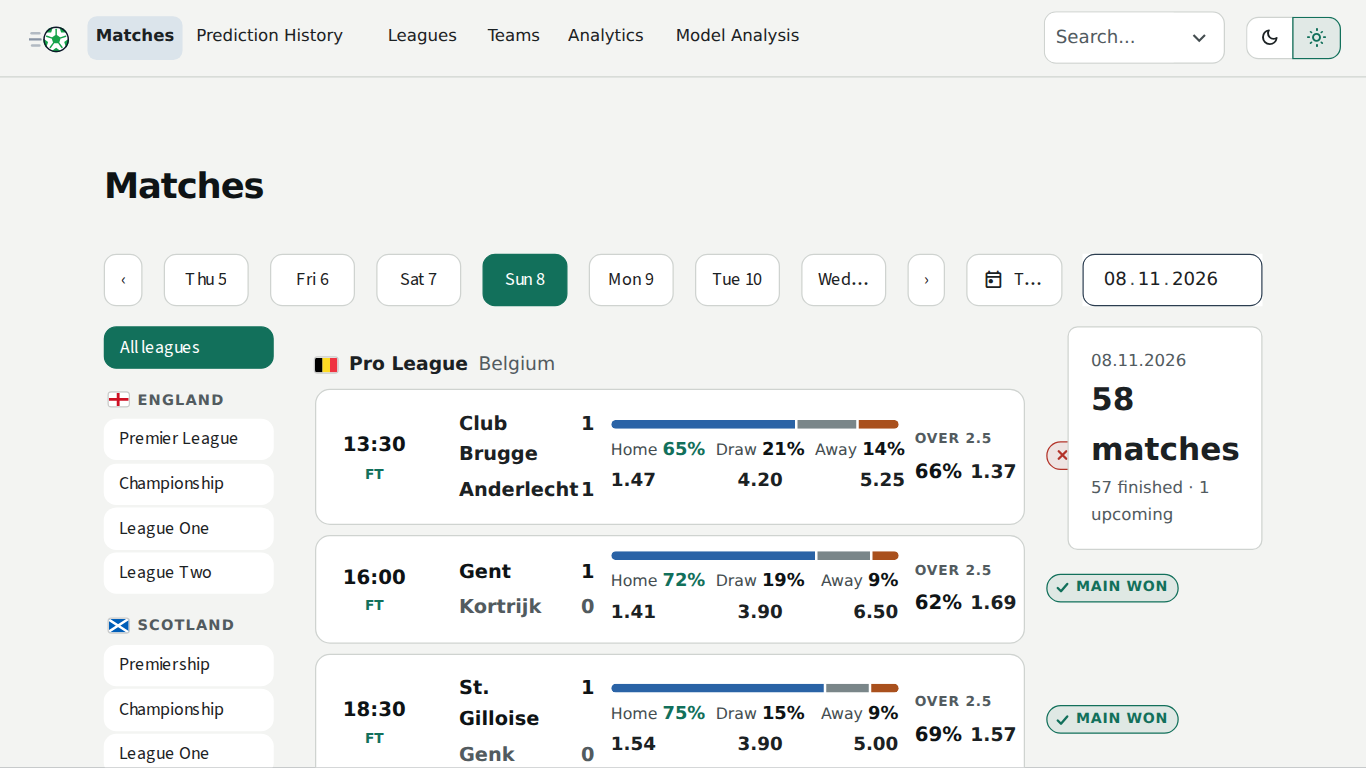 Matches Prediction History Leagues Teams Analytics Model Analysis Search...
Matches
‹ Thu 5 Fri 6 Sat 7 Sun 8 Mon 9 Tue 10 Wed... › T... 08.11.2026
All leagues
ENGLAND
Premier League
Championship
League One
League Two
SCOTLAND
Premiership
Championship
League One
Pro League Belgium
13:30
FT
Club Brugge 1
Anderlecht 1
Home 65% Draw 21% Away 14%
1.47 4.20 5.25
OVER 2.5
66% 1.37
16:00
FT
Gent 1
Kortrijk 0
Home 72% Draw 19% Away 9%
1.41 3.90 6.50
OVER 2.5
62% 1.69
MAIN WON
18:30
FT
St. Gilloise 1
Genk 0
Home 75% Draw 15% Away 9%
1.54 3.90 5.00
OVER 2.5
69% 1.57
MAIN WON
08.11.2026
58
matches
57 finished · 1
upcoming